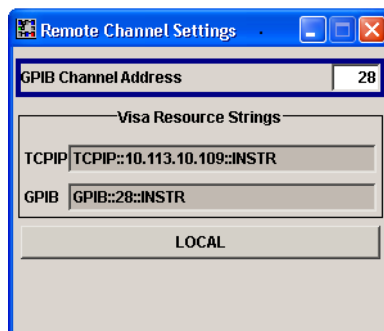 Remote Channel Settings
GPIB Channel Address 28
Visa Resource Strings
TCPIP TCPIP::10.113.10.109::INSTR
GPIB GPIB::28::INSTR
LOCAL